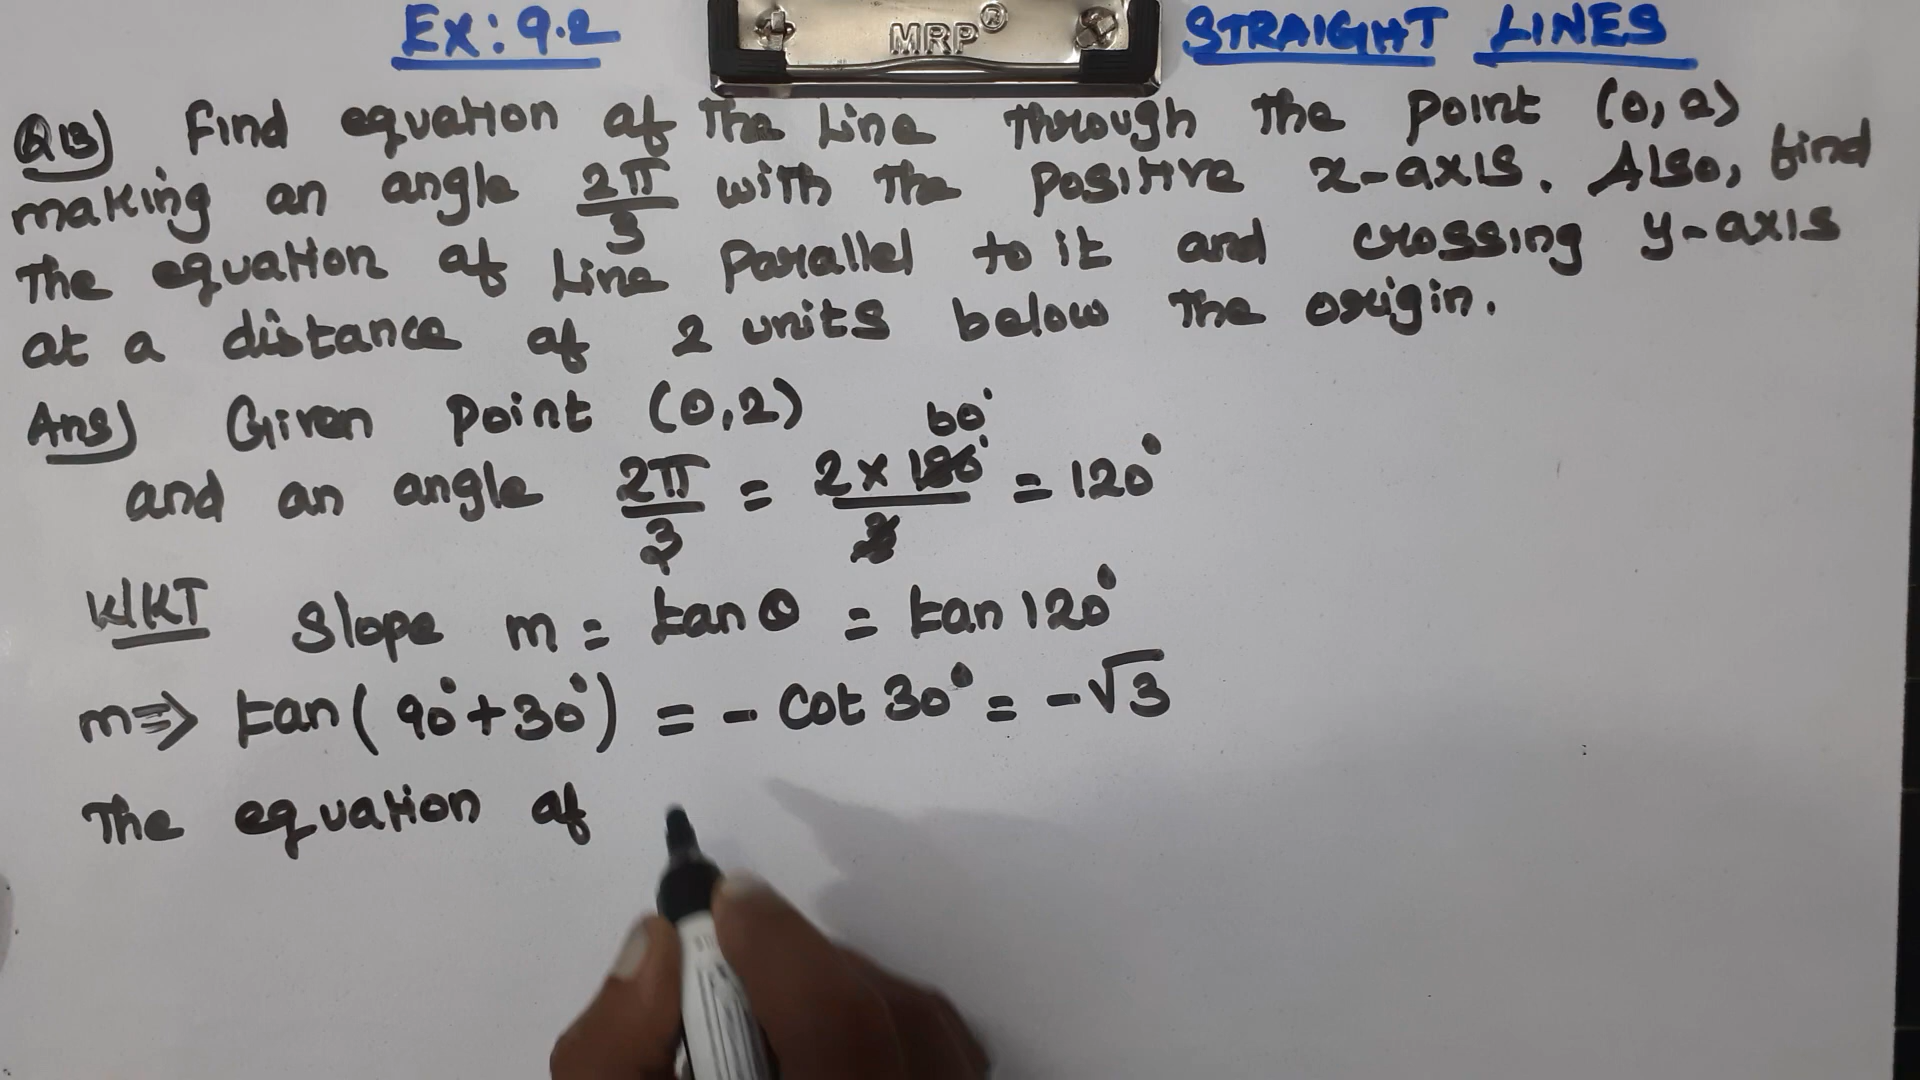 EX: 9.2
MRP®
STRAIGHT LINES
Q13) Find equation of the line through the point (0, 2)
making an angle 2π/3 with the positive x-axis. Also, find
the equation of line parallel to it and crossing y-axis
at a distance of 2 units below the origin.
Ans) Given point (0,2)
and an angle 2π/3 = 2 x 180°/3 60° = 120°
WKT Slope m = tan θ = tan 120°
m => tan(90°+30°) = - cot 30° = -√3
The equation of